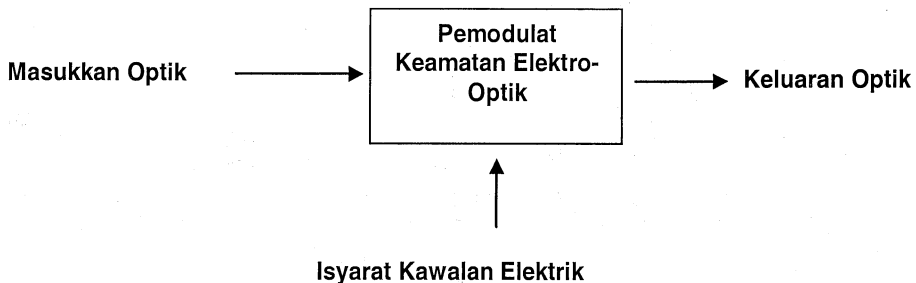 Pemodulat
Keamatan Elektro-
Optik
Masukkan Optik
Keluaran Optik
Isyarat Kawalan Elektrik